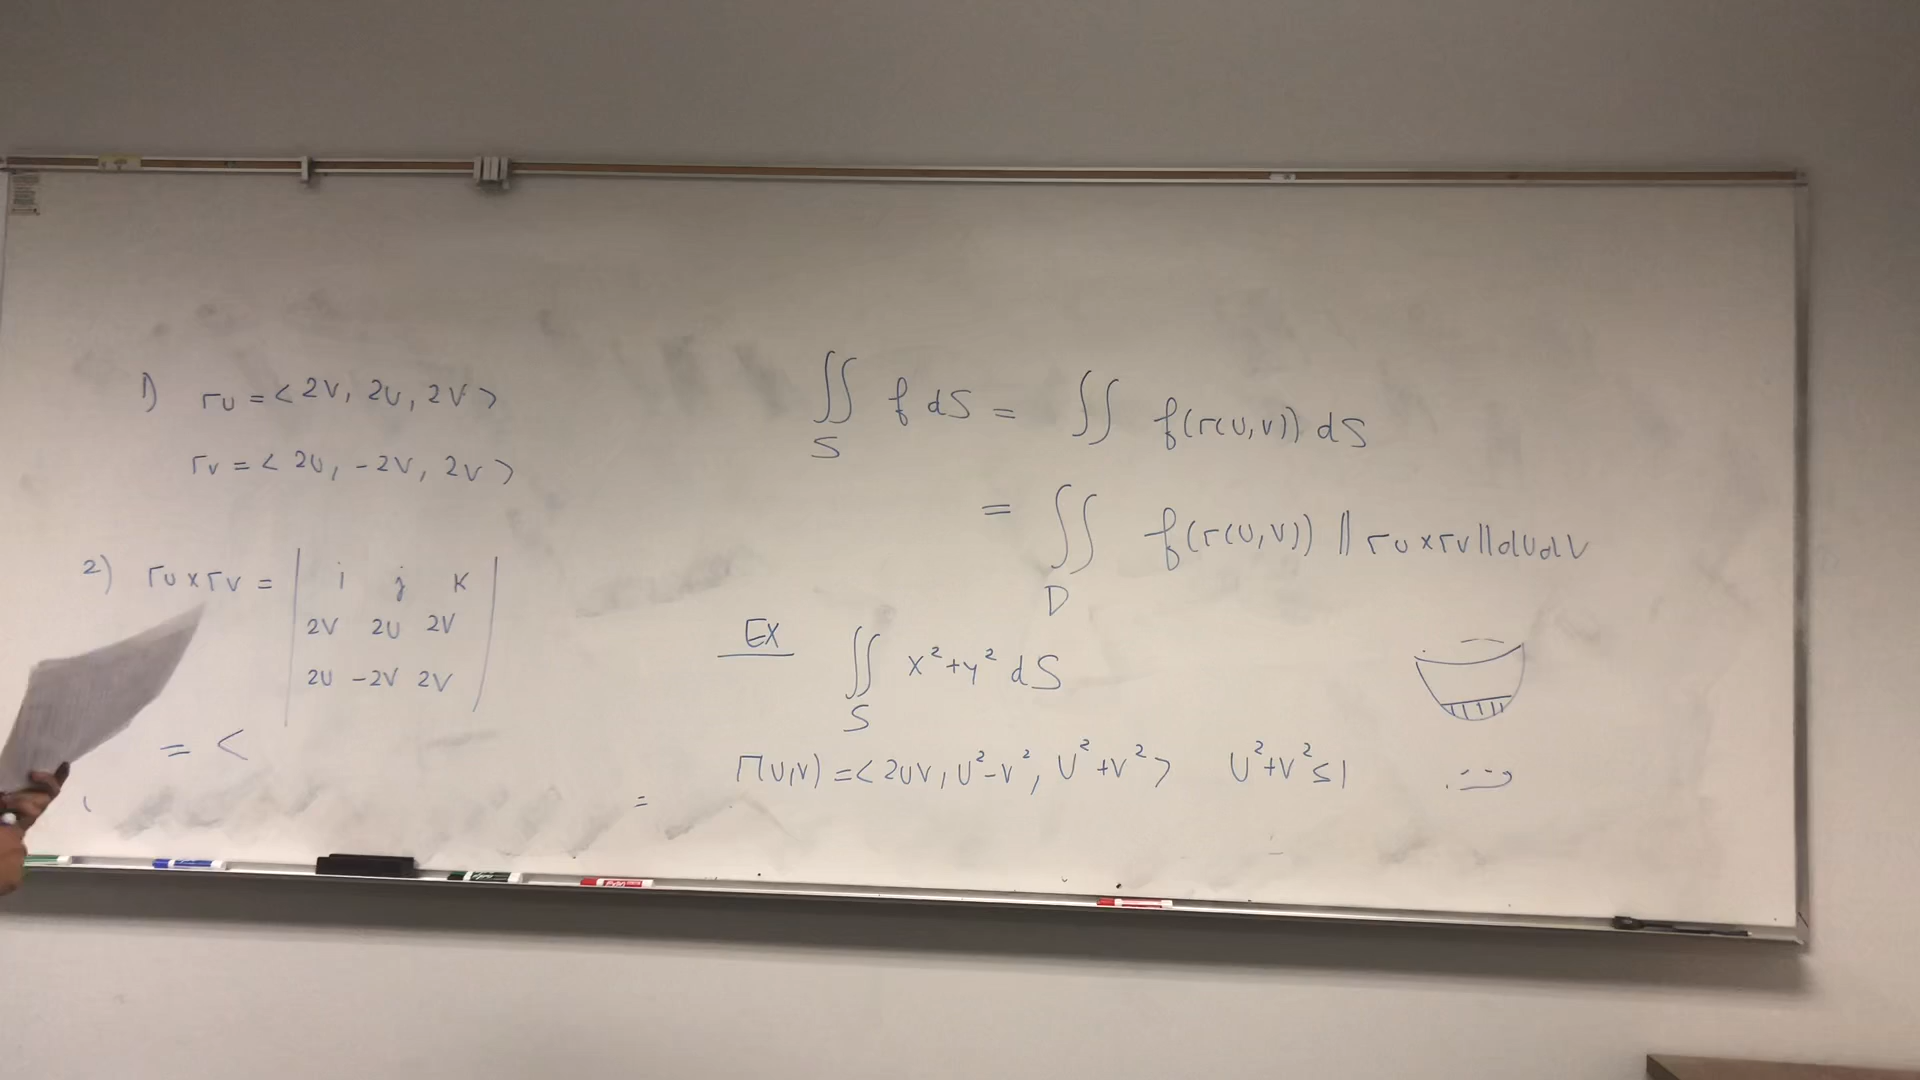 1) ru = < 2v, 2u, 2v >
rv = < 2u, -2v, 2v >
2) ru x rv = | i j k |
2v 2u 2v
2u -2v 2v
= <
∬ f dS = ∬ f(r(u,v)) dS
S
= ∬ f(r(u,v)) || ru x rv || du dv
D
EX ∬ x² + y² dS
S
r(u,v) = < 2uv, u² - v², u² + v² > u² + v² ≤ 1
=